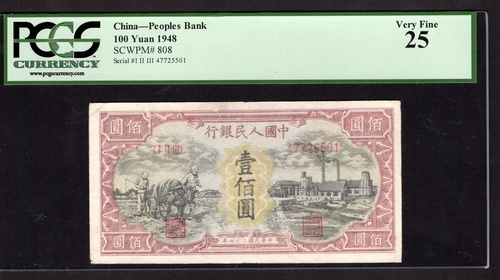 PCGS
CURRENCY
www.pcgscurrency.com
China—Peoples Bank
100 Yuan 1948
SCWPM# 808
Serial #I II III 47725501
Very Fine
25
圓佰
佰圓
行銀民人國中
47725501
壹佰圓
圓佰
佰圓